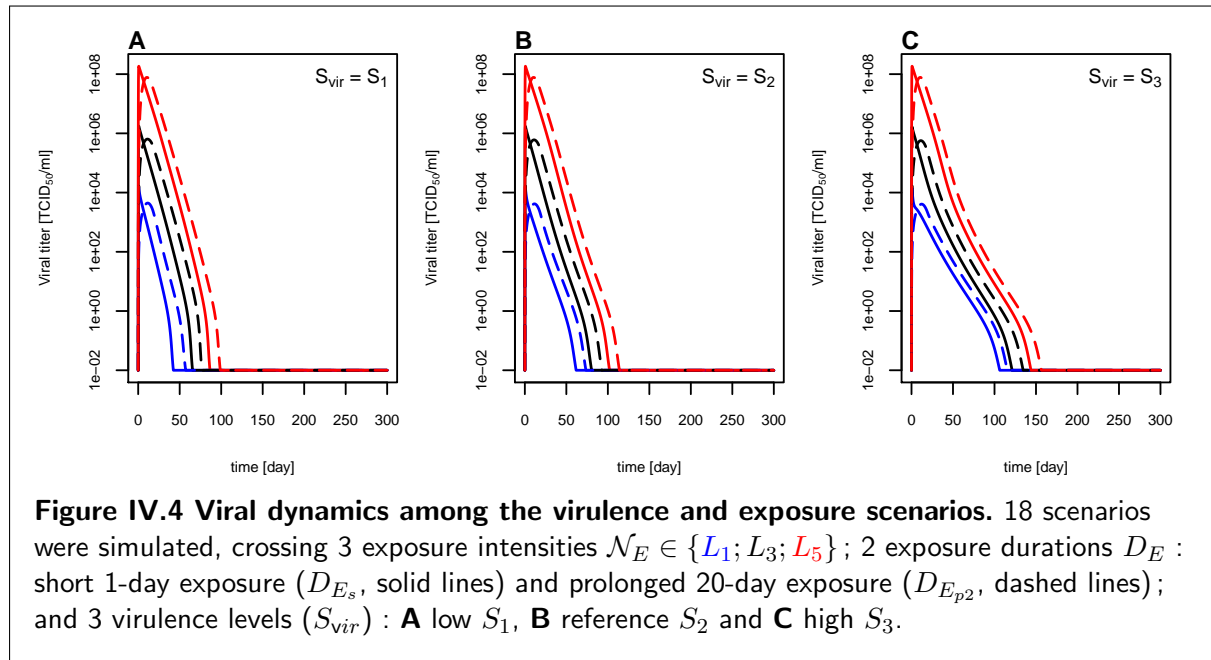 A
S_vir = S_1
Viral titer [TCID_50/ml]
1e+08
1e+06
1e+04
1e+02
1e+00
1e−02
0 50 100 150 200 250 300
time [day]
B
S_vir = S_2
Viral titer [TCID_50/ml]
1e+08
1e+06
1e+04
1e+02
1e+00
1e−02
0 50 100 150 200 250 300
time [day]
C
S_vir = S_3
Viral titer [TCID_50/ml]
1e+08
1e+06
1e+04
1e+02
1e+00
1e−02
0 50 100 150 200 250 300
time [day]
Figure IV.4 Viral dynamics among the virulence and exposure scenarios. 18 scenarios
were simulated, crossing 3 exposure intensities N_E ∈ {L_1; L_3; L_5} ; 2 exposure durations D_E :
short 1-day exposure (D_{E_s}, solid lines) and prolonged 20-day exposure (D_{E_{p2}}, dashed lines) ;
and 3 virulence levels (S_vir) : A low S_1, B reference S_2 and C high S_3.